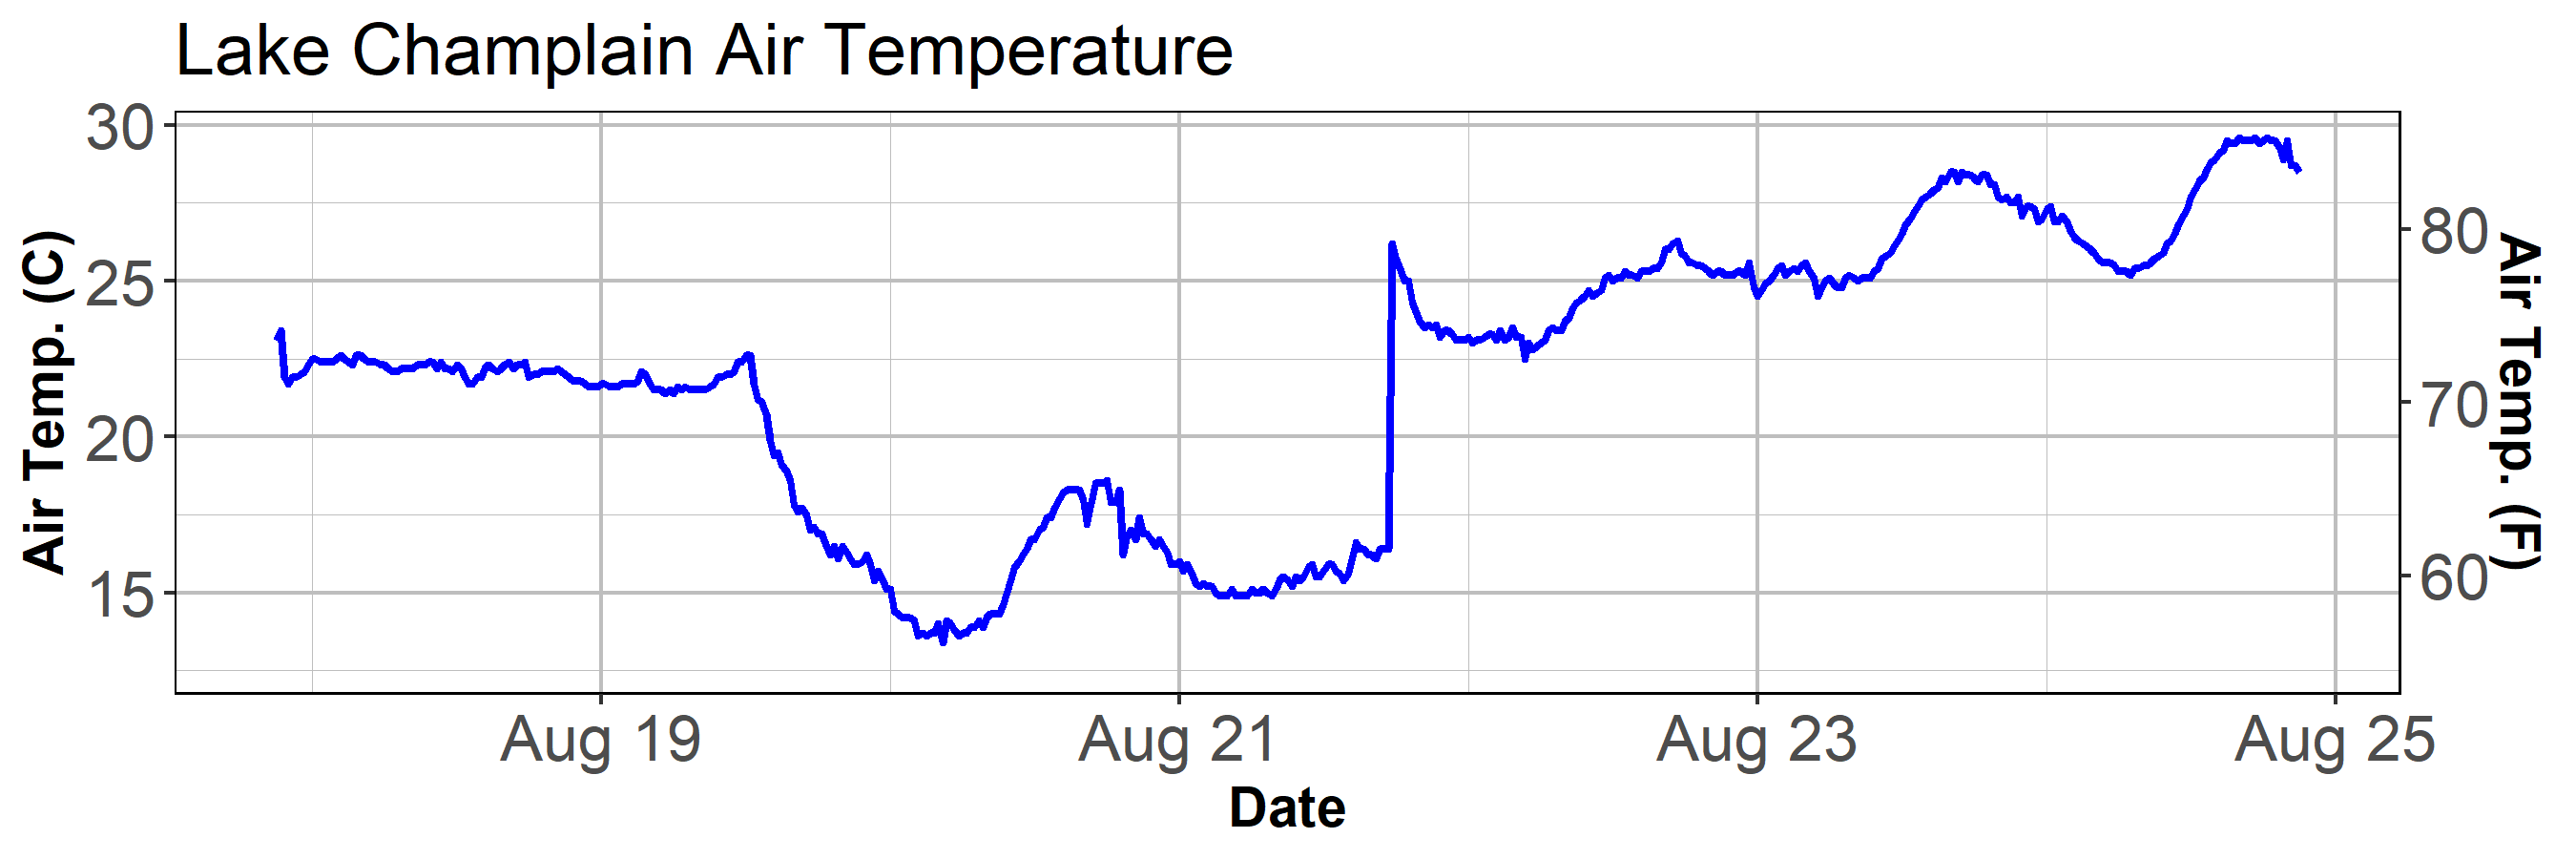 Lake Champlain Air Temperature
30
25
20
15
Air Temp. (C)
80
70
60
Air Temp. (F)
Aug 19 Aug 21 Aug 23 Aug 25
Date